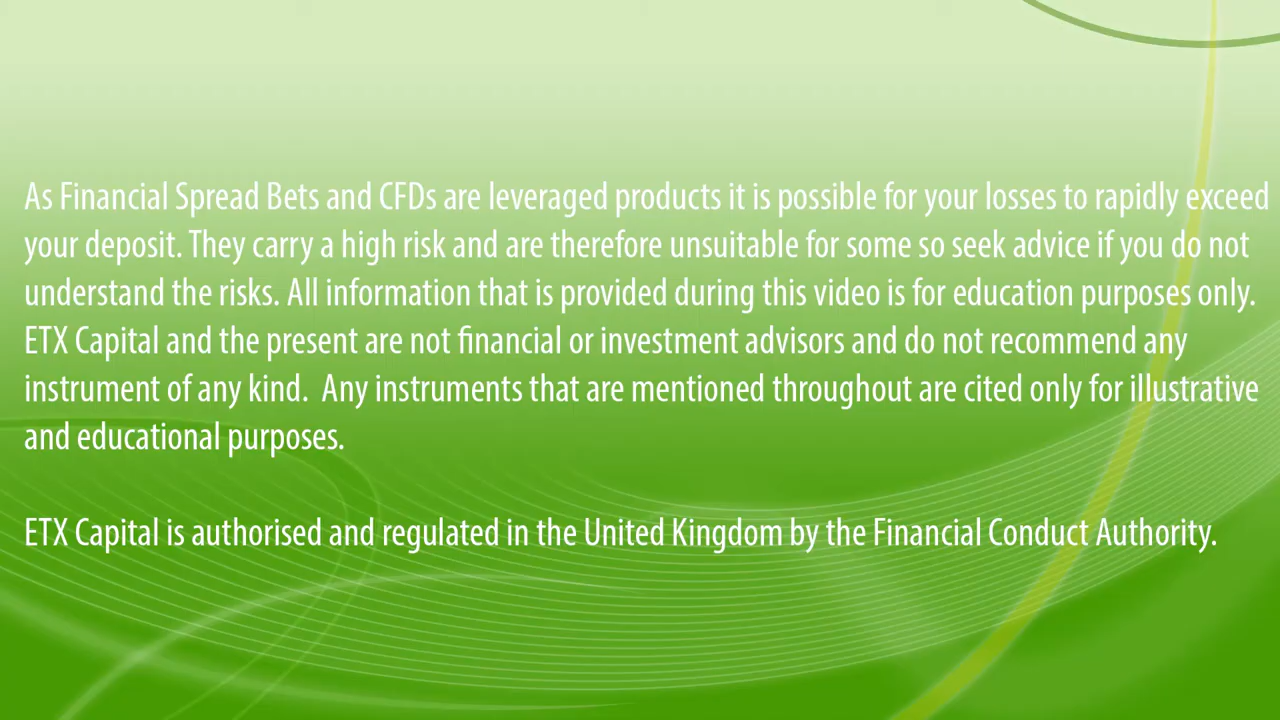 As Financial Spread Bets and CFDs are leveraged products it is possible for your losses to rapidly exceed
your deposit. They carry a high risk and are therefore unsuitable for some so seek advice if you do not
understand the risks. All information that is provided during this video is for education purposes only.
ETX Capital and the present are not financial or investment advisors and do not recommend any
instrument of any kind.  Any instruments that are mentioned throughout are cited only for illustrative
and educational purposes.
ETX Capital is authorised and regulated in the United Kingdom by the Financial Conduct Authority.